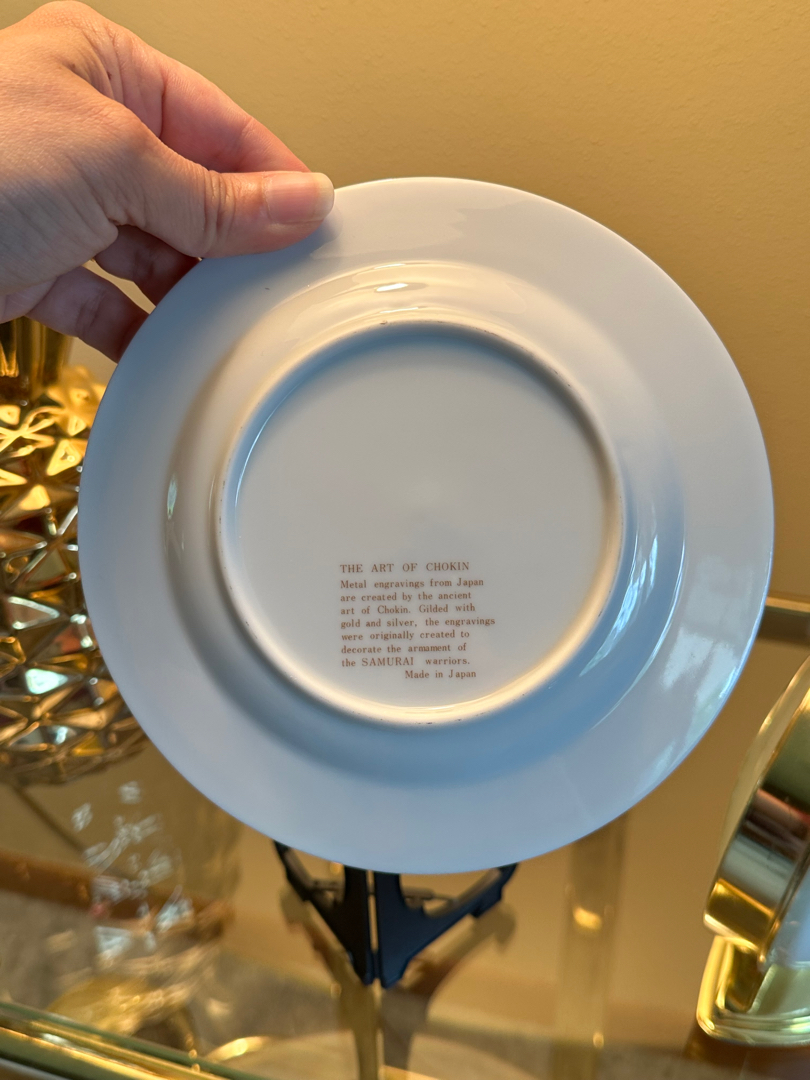 THE ART OF CHOKIN
Metal engravings from Japan
are created by the ancient
art of Chokin. Gilded with
gold and silver, the engravings
were originally created to
decorate the armament of
the SAMURAI warriors.
Made in Japan